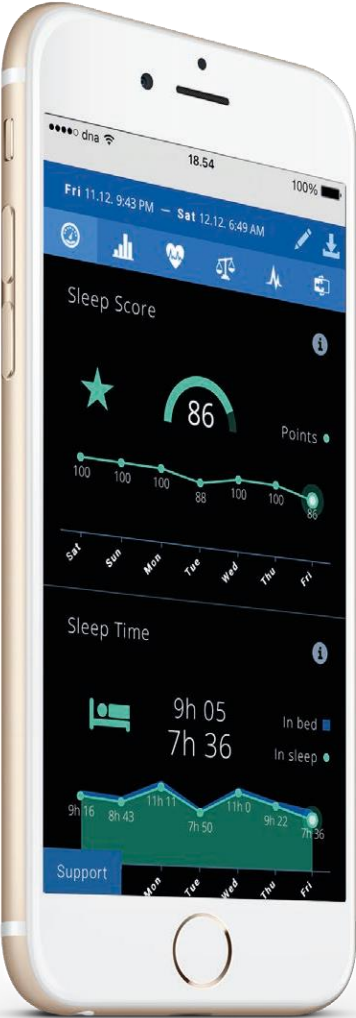 dna
18.54
100%
Fri 11.12. 9:43 PM — Sat 12.12. 6:49 AM
Sleep Score
86
Points
100 100 100 88 100 100 86
Sat Sun Mon Tue Wed Thu Fri
Sleep Time
9h 05
7h 36
In bed
In sleep
9h 16 8h 43 11h 11 7h 50 11h 0 9h 22 7h 36
Support
Mon Tue Wed Thu Fri